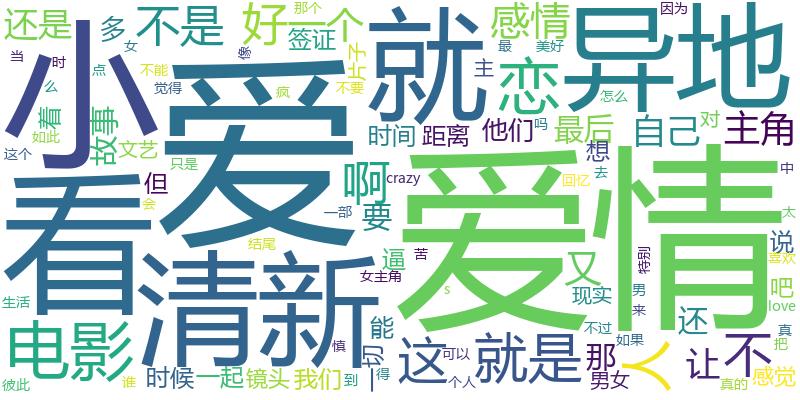 还是
多
女
不是
好
一个
那个
签证
像
片子
就
感情
最
美好
主
恋
异地
因为
当
时
么
点
着
如此
这个
故事
文艺
觉得
疯
不能
不要
小
爱
时间
距离
他们
吗
最后
怎么
自己
对
主角
看
但
会
只是
啊
crazy
要
想
去
回忆
中
太
爱情
清新
一部
结尾
逼
苦
女主角
s
又
特别
说
喜欢
现实
男
来
吧
love
生活
电影
慎
能
一切
这
就是
不过
还
真
把
如果
那
人
让
不
彼此
谁
时候
一起
镜头
我们
到
得
可以
个人
男女
真的
感觉